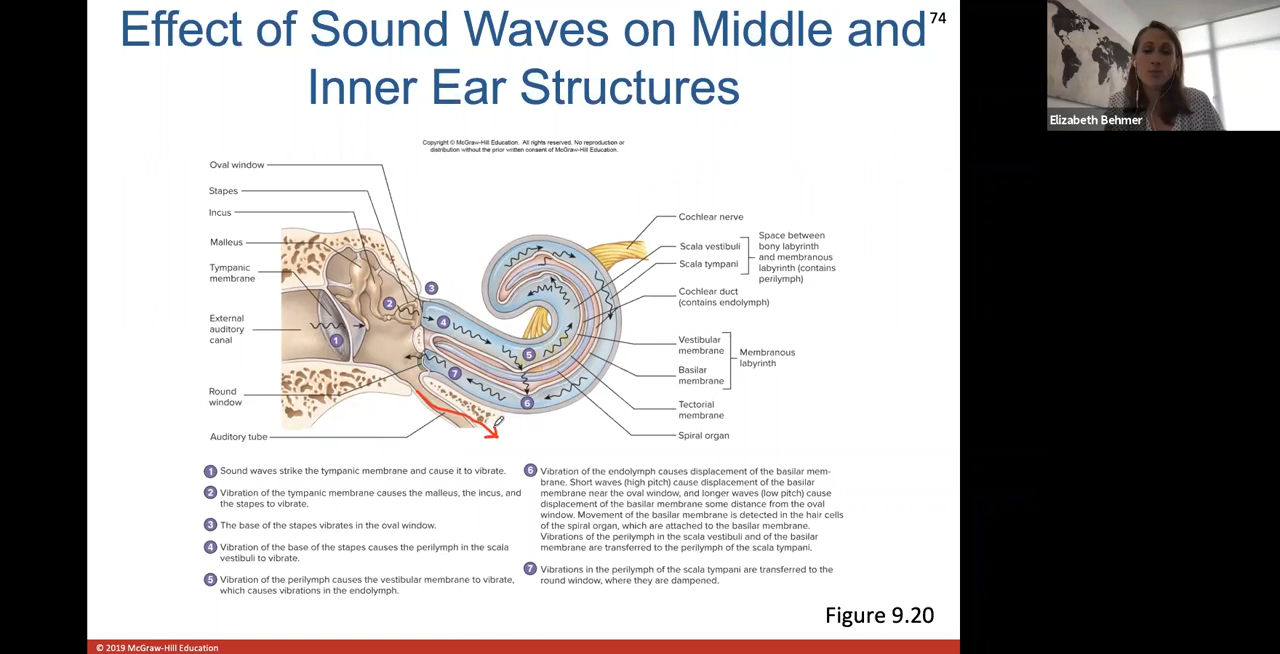 Effect of Sound Waves on Middle and
Inner Ear Structures
74
Elizabeth Behmer
Copyright © McGraw-Hill Education. All rights reserved. No reproduction or
distribution without the prior written consent of McGraw-Hill Education.
Oval window
Stapes
Incus
Malleus
Tympanic
membrane
External
auditory
canal
Round
window
Auditory tube
1
2
3
4
5
6
7
Cochlear nerve
Scala vestibuli
Scala tympani
Space between
bony labyrinth
and membranous
labyrinth (contains
perilymph)
Cochlear duct
(contains endolymph)
Vestibular
membrane
Basilar
membrane
Membranous
labyrinth
Tectorial
membrane
Spiral organ
1 Sound waves strike the tympanic membrane and cause it to vibrate.
2 Vibration of the tympanic membrane causes the malleus, the incus, and
the stapes to vibrate.
3 The base of the stapes vibrates in the oval window.
4 Vibration of the base of the stapes causes the perilymph in the scala
vestibuli to vibrate.
5 Vibration of the perilymph causes the vestibular membrane to vibrate,
which causes vibrations in the endolymph.
6 Vibration of the endolymph causes displacement of the basilar mem-
brane. Short waves (high pitch) cause displacement of the basilar
membrane near the oval window, and longer waves (low pitch) cause
displacement of the basilar membrane some distance from the oval
window. Movement of the basilar membrane is detected in the hair cells
of the spiral organ, which are attached to the basilar membrane.
Vibrations of the perilymph in the scala vestibuli and of the basilar
membrane are transferred to the perilymph of the scala tympani.
7 Vibrations in the perilymph of the scala tympani are transferred to the
round window, where they are dampened.
Figure 9.20
© 2019 McGraw-Hill Education